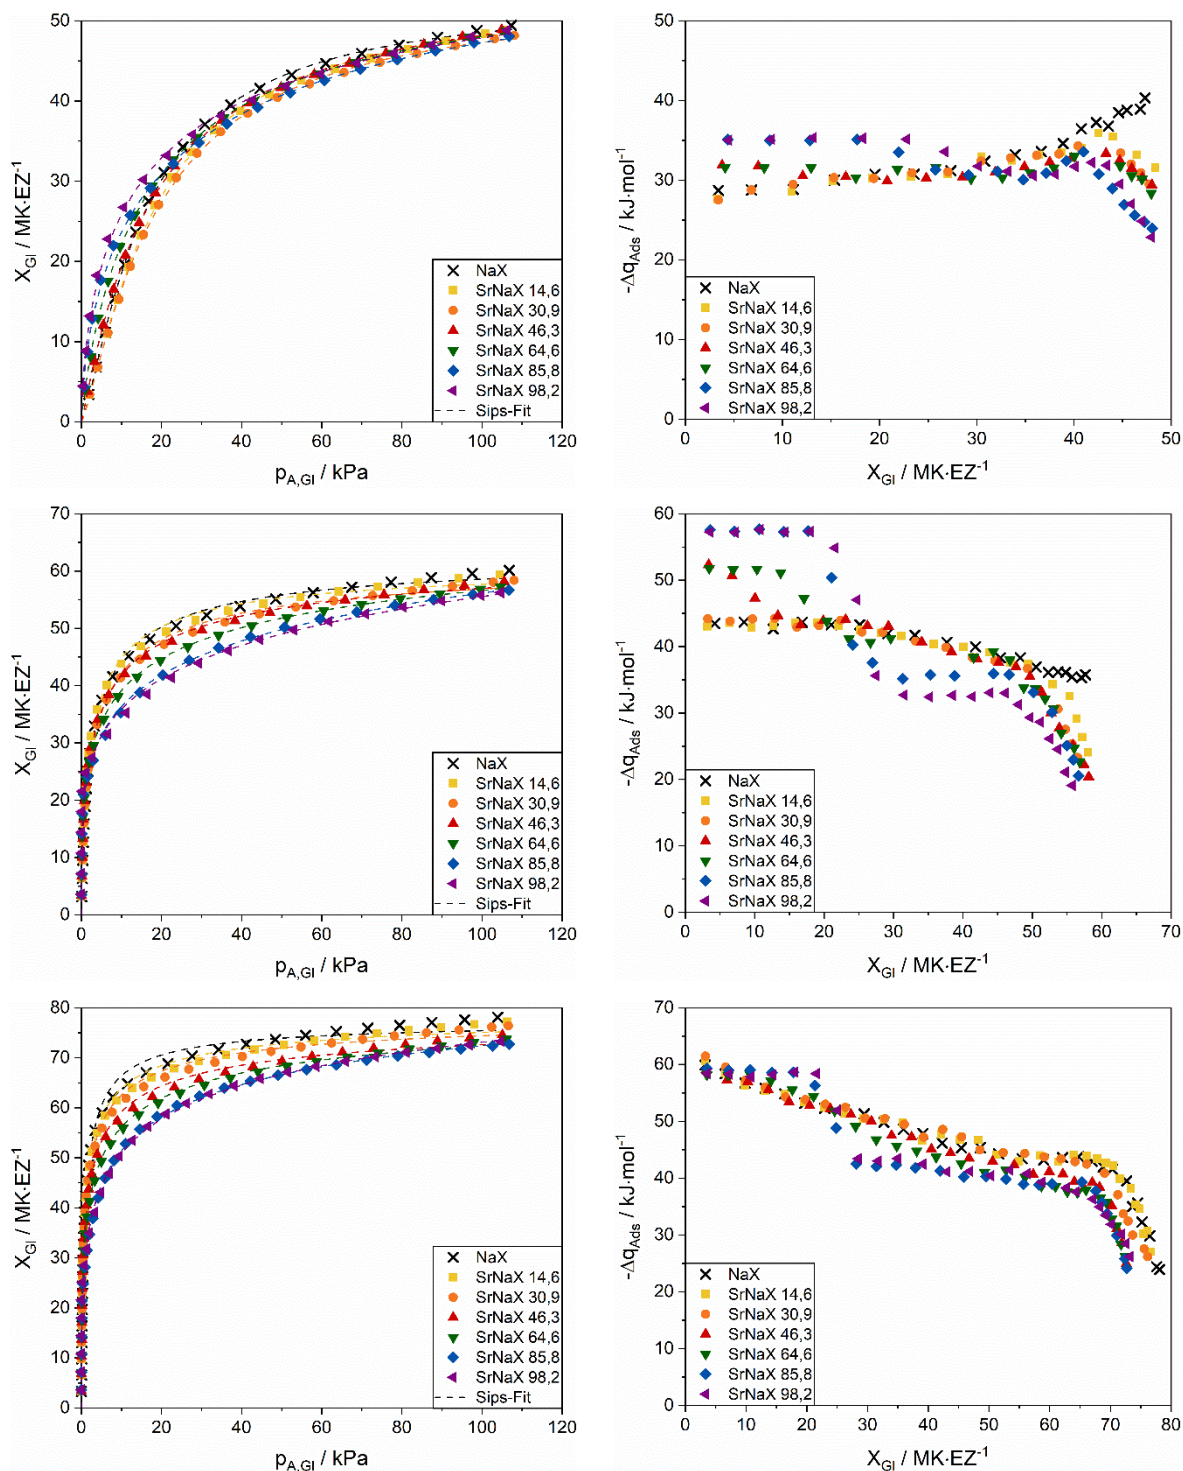 50
40
30
20
10
0
X_GI / MK·EZ⁻¹
NaX
SrNaX 14,6
SrNaX 30,9
SrNaX 46,3
SrNaX 64,6
SrNaX 85,8
SrNaX 98,2
Sips-Fit
0 20 40 60 80 100 120
p_A,GI / kPa
50
40
30
20
10
0
-Δq_Ads / kJ·mol⁻¹
NaX
SrNaX 14,6
SrNaX 30,9
SrNaX 46,3
SrNaX 64,6
SrNaX 85,8
SrNaX 98,2
0 10 20 30 40 50
X_GI / MK·EZ⁻¹
70
60
50
40
30
20
10
0
X_GI / MK·EZ⁻¹
NaX
SrNaX 14,6
SrNaX 30,9
SrNaX 46,3
SrNaX 64,6
SrNaX 85,8
SrNaX 98,2
Sips-Fit
0 20 40 60 80 100 120
p_A,GI / kPa
60
50
40
30
20
10
0
-Δq_Ads / kJ·mol⁻¹
NaX
SrNaX 14,6
SrNaX 30,9
SrNaX 46,3
SrNaX 64,6
SrNaX 85,8
SrNaX 98,2
0 10 20 30 40 50 60 70
X_GI / MK·EZ⁻¹
80
70
60
50
40
30
20
10
0
X_GI / MK·EZ⁻¹
NaX
SrNaX 14,6
SrNaX 30,9
SrNaX 46,3
SrNaX 64,6
SrNaX 85,8
SrNaX 98,2
Sips-Fit
0 20 40 60 80 100 120
p_A,GI / kPa
70
60
50
40
30
20
10
0
-Δq_Ads / kJ·mol⁻¹
NaX
SrNaX 14,6
SrNaX 30,9
SrNaX 46,3
SrNaX 64,6
SrNaX 85,8
SrNaX 98,2
0 10 20 30 40 50 60 70 80
X_GI / MK·EZ⁻¹